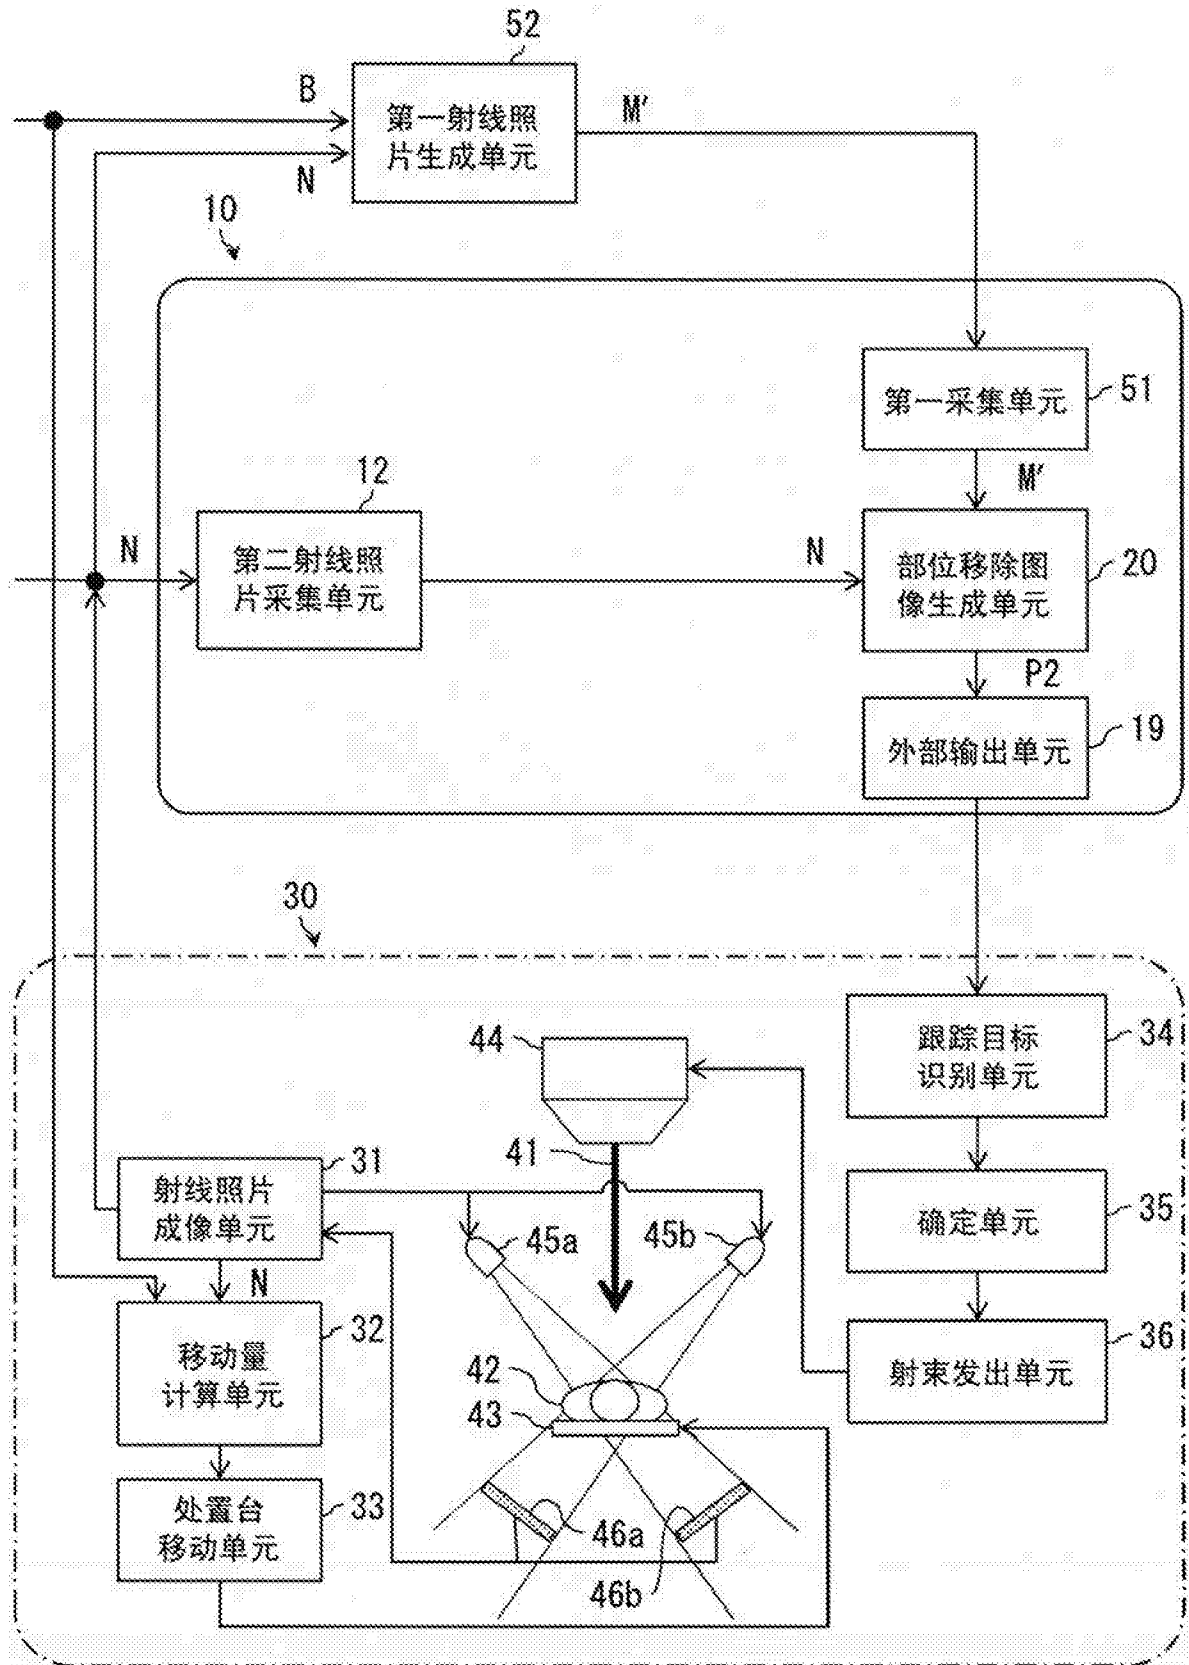 52
B
第一射线照
片生成单元
M′
N
10
第一采集单元
51
M′
12
N
第二射线照
片采集单元
N
部位移除图
像生成单元
20
P2
外部输出单元
19
30
跟踪目标
识别单元
34
44
41
31
射线照片
成像单元
确定单元
35
45a
45b
N
32
移动量
计算单元
36
射束发出单元
42
43
处置台
移动单元
33
46a
46b